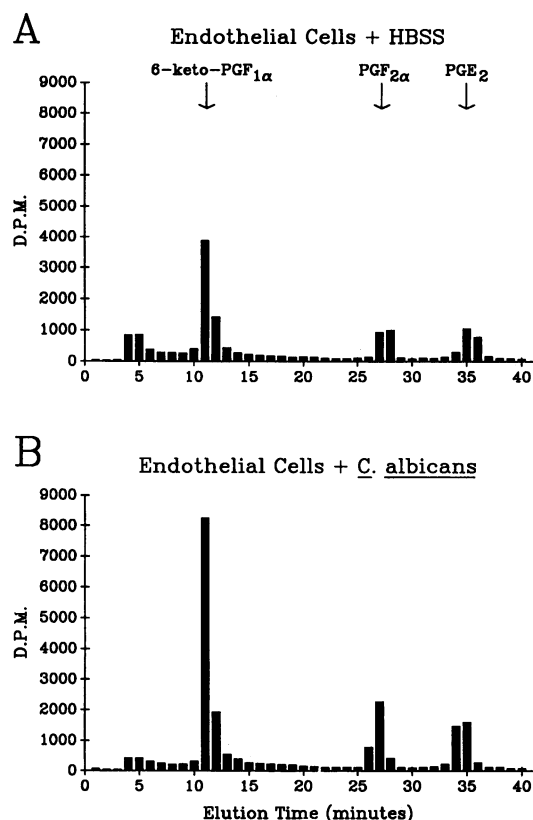 A
Endothelial Cells + HBSS
6-keto-PGF1α PGF2α PGE2
9000
8000
7000
6000
5000
4000
3000
2000
1000
0
D.P.M.
0 5 10 15 20 25 30 35 40
B
Endothelial Cells + C. albicans
9000
8000
7000
6000
5000
4000
3000
2000
1000
0
D.P.M.
0 5 10 15 20 25 30 35 40
Elution Time (minutes)